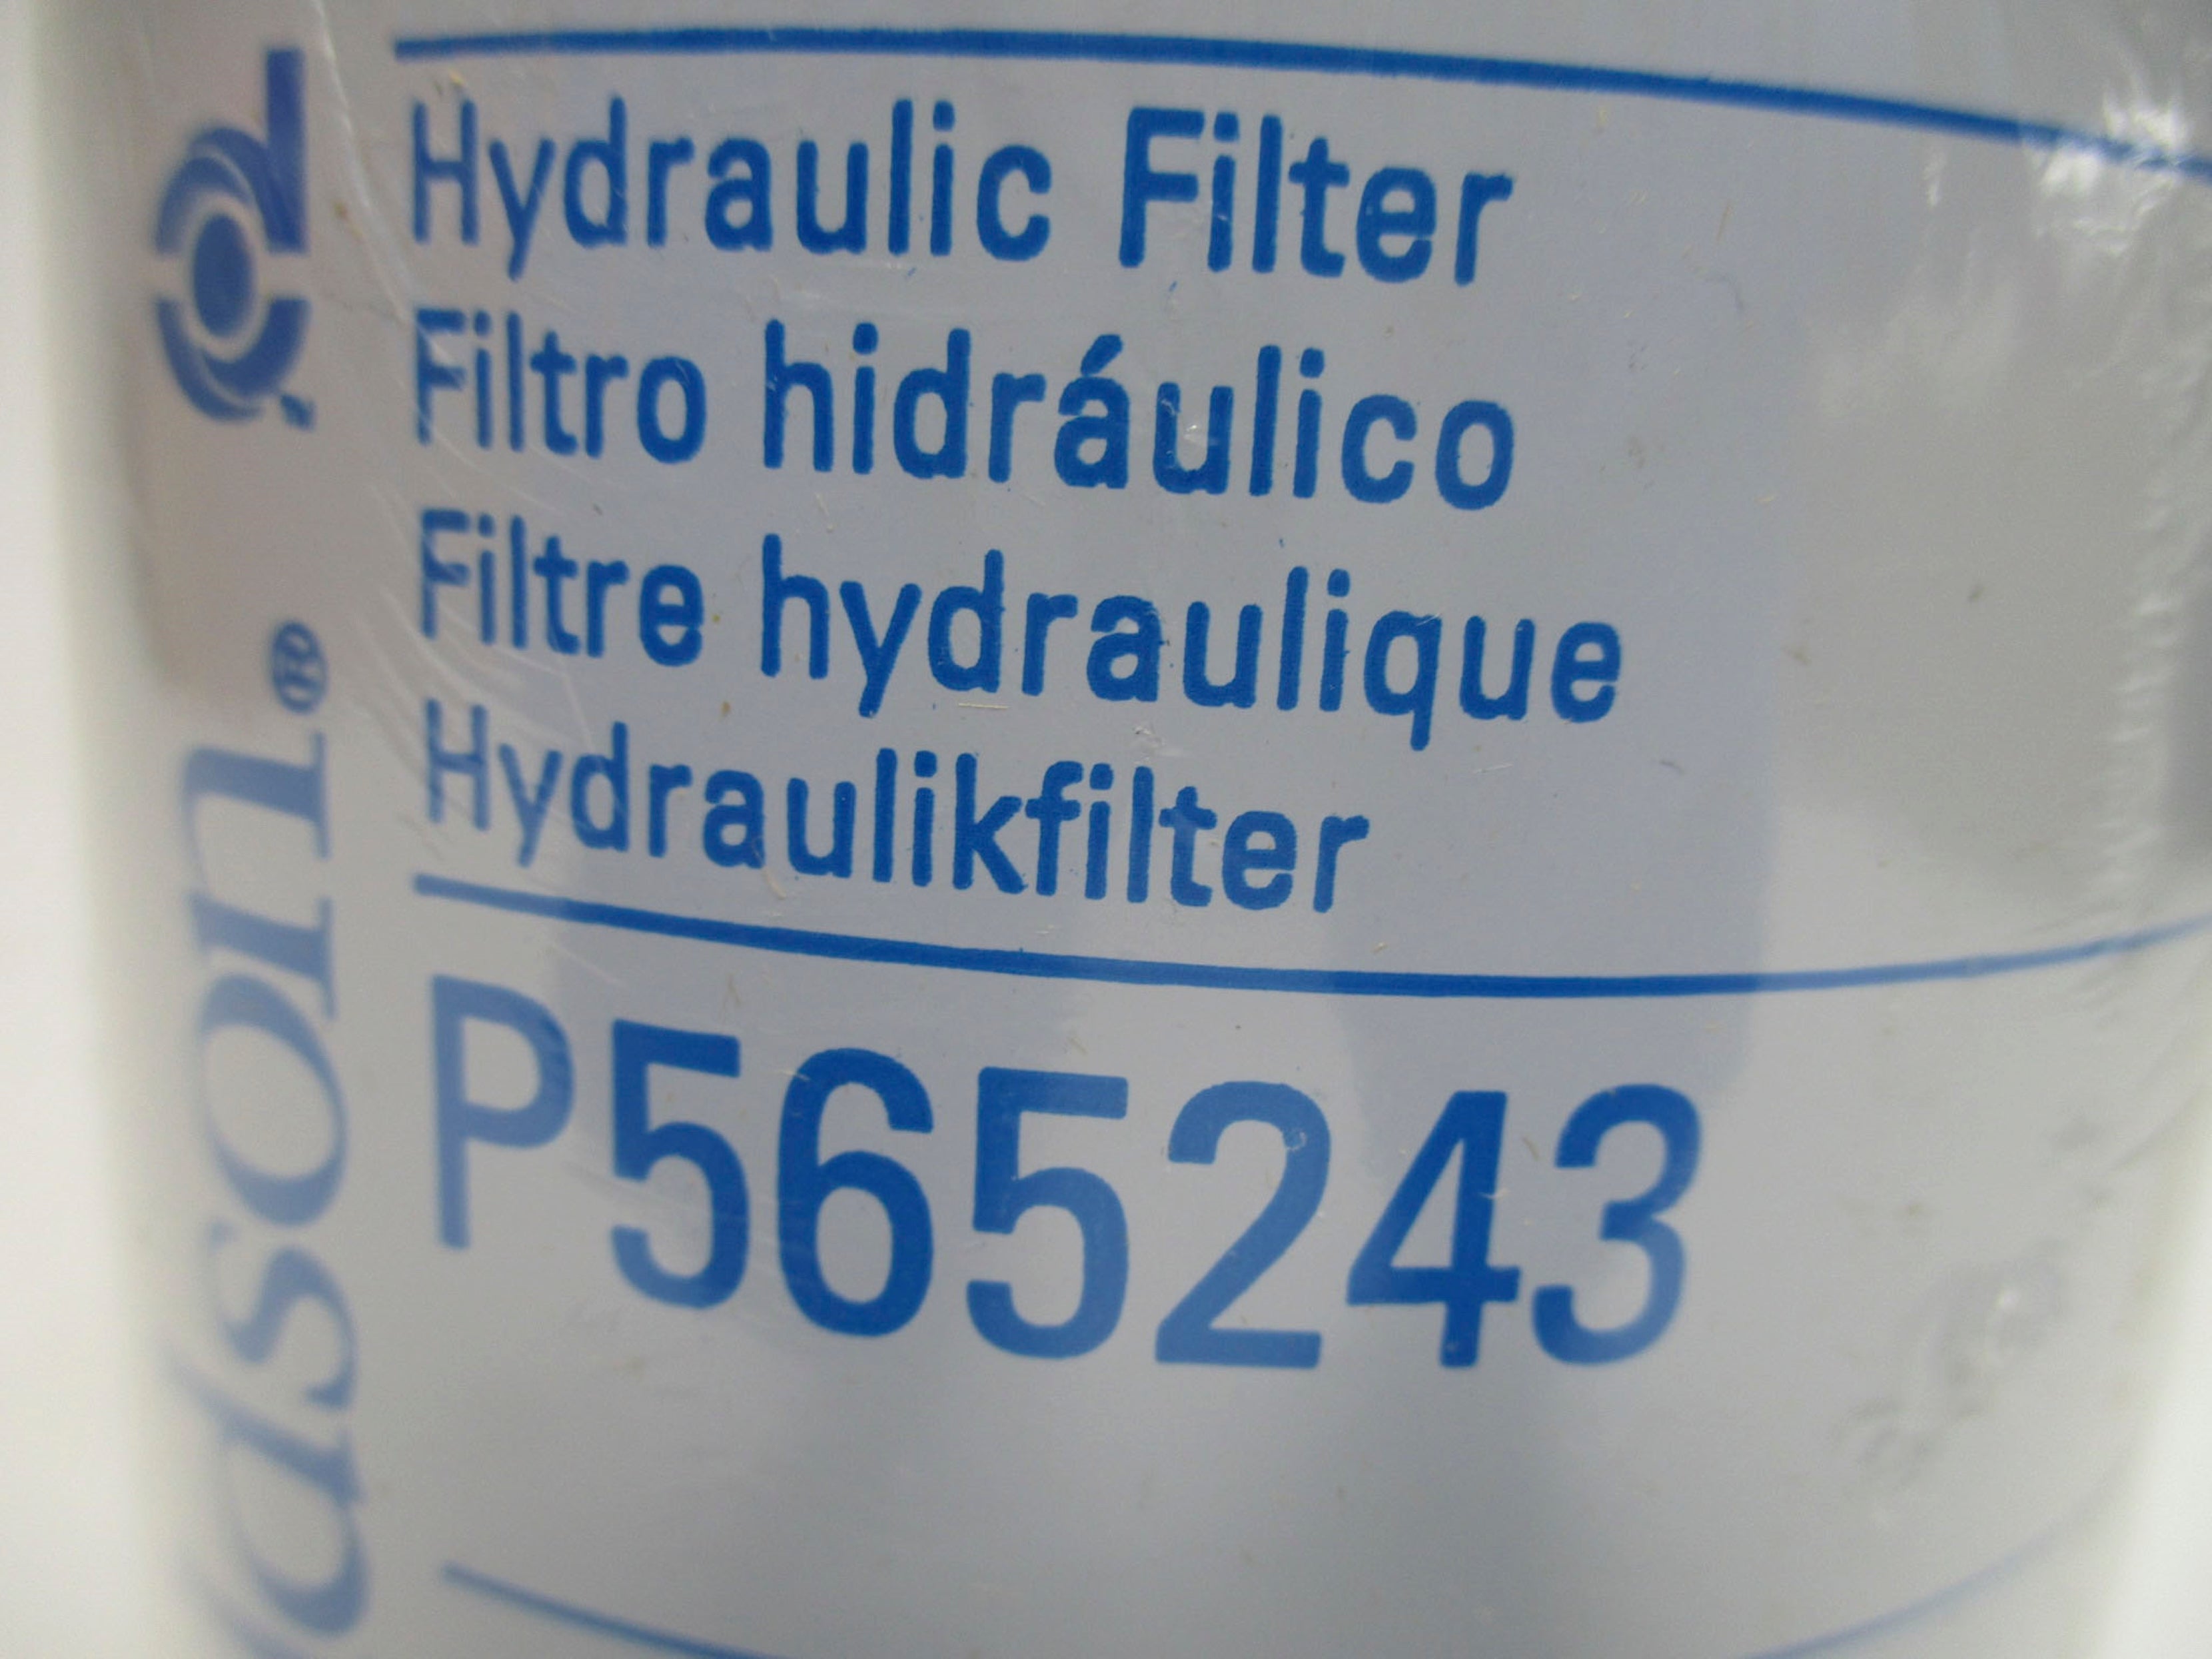 Hydraulic Filter
Filtro hidráulico
Filtre hydraulique
Hydraulikfilter
P565243